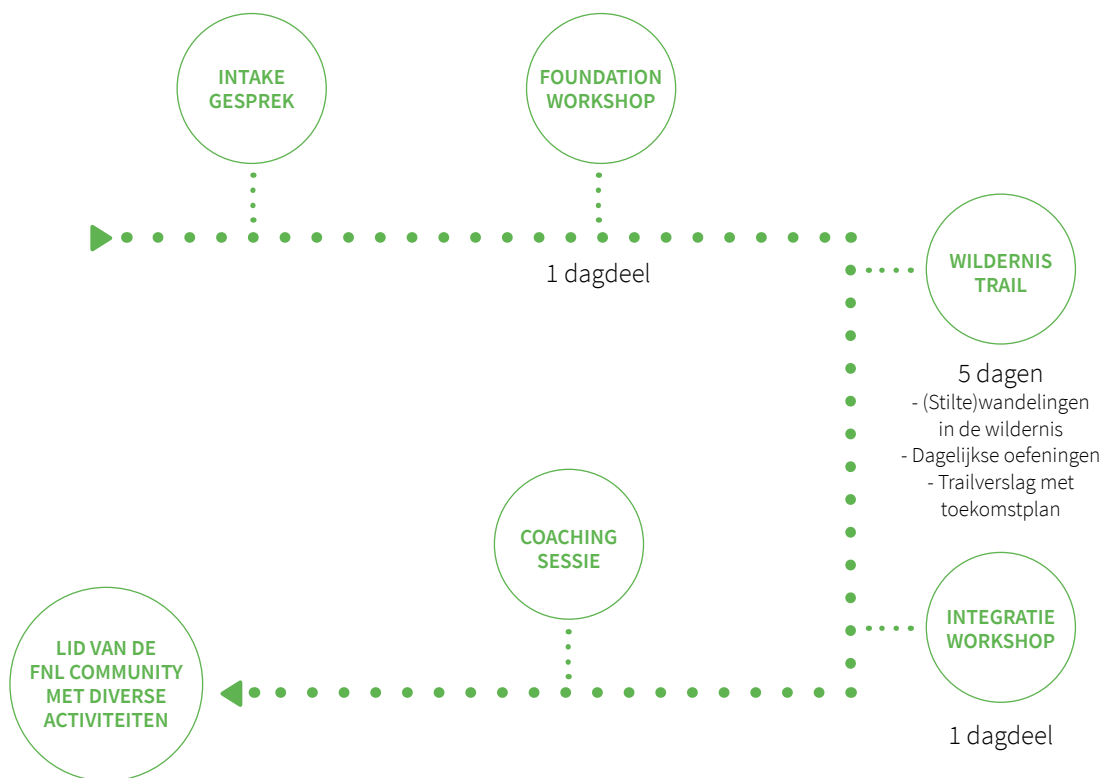 INTAKE
GESPREK
FOUNDATION
WORKSHOP
1 dagdeel
WILDERNIS
TRAIL
5 dagen
- (Stilte)wandelingen
in de wildernis
- Dagelijkse oefeningen
- Trailverslag met
toekomstplan
INTEGRATIE
WORKSHOP
1 dagdeel
COACHING
SESSIE
LID VAN DE
FNL COMMUNITY
MET DIVERSE
ACTIVITEITEN